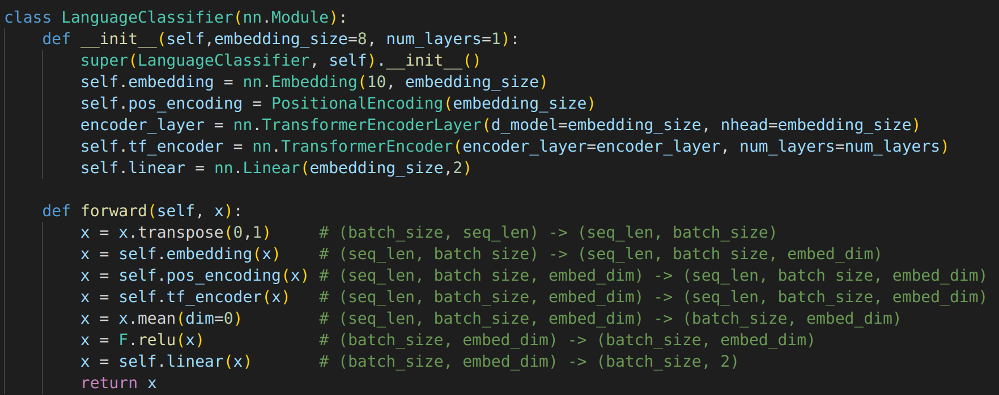 class LanguageClassifier(nn.Module):
    def __init__(self,embedding_size=8, num_layers=1):
        super(LanguageClassifier, self).__init__()
        self.embedding = nn.Embedding(10, embedding_size)
        self.pos_encoding = PositionalEncoding(embedding_size)
        encoder_layer = nn.TransformerEncoderLayer(d_model=embedding_size, nhead=embedding_size)
        self.tf_encoder = nn.TransformerEncoder(encoder_layer=encoder_layer, num_layers=num_layers)
        self.linear = nn.Linear(embedding_size,2)

    def forward(self, x):
        x = x.transpose(0,1)     # (batch_size, seq_len) -> (seq_len, batch_size)
        x = self.embedding(x)    # (seq_len, batch size) -> (seq_len, batch size, embed_dim)
        x = self.pos_encoding(x) # (seq_len, batch size, embed_dim) -> (seq_len, batch size, embed_dim)
        x = self.tf_encoder(x)   # (seq_len, batch_size, embed_dim) -> (seq_len, batch_size, embed_dim)
        x = x.mean(dim=0)        # (seq_len, batch_size, embed_dim) -> (batch_size, embed_dim)
        x = F.relu(x)            # (batch_size, embed_dim) -> (batch_size, embed_dim)
        x = self.linear(x)       # (batch_size, embed_dim) -> (batch_size, 2)
        return x